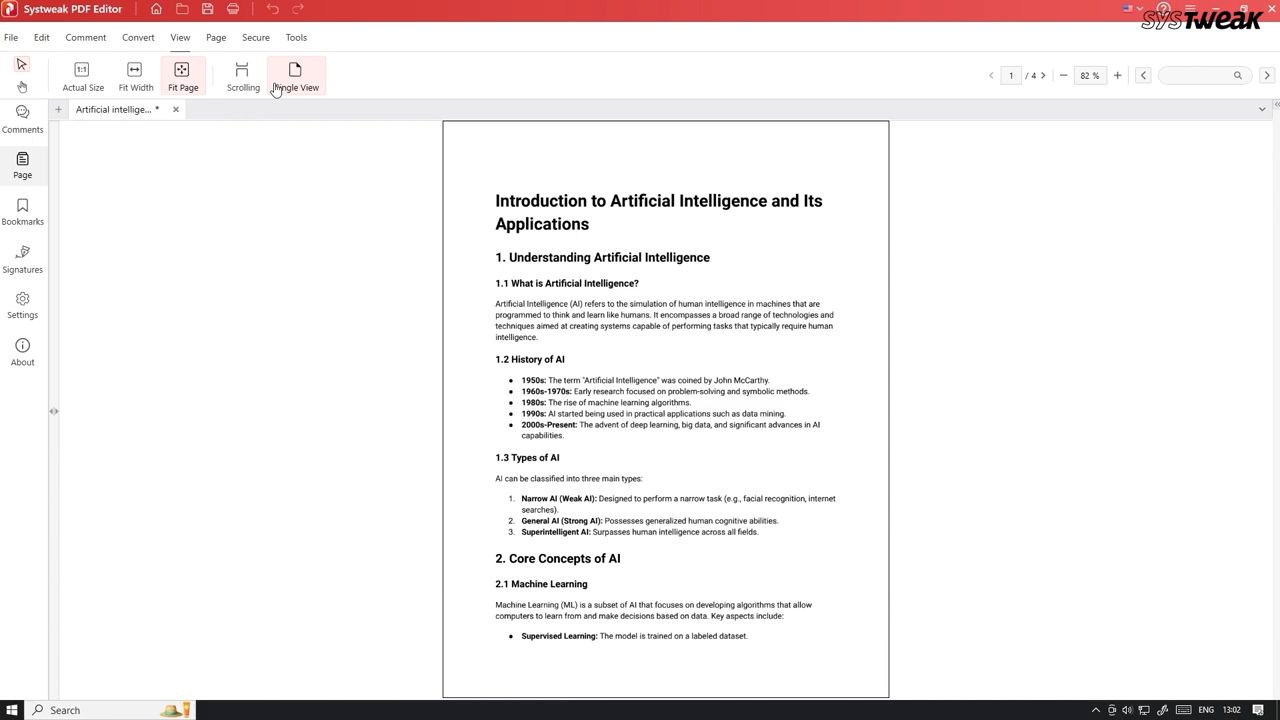 Systweak PDF Editor
SYSTWEAK
File Edit Comment Convert View Page Secure Tools
Actual Size Fit Width Fit Page Scrolling Single View
1:1
1 / 4
82 %
Artificial intellige... *
Comments
Page
Bookmarks
Signatures
Settings
About
Introduction to Artificial Intelligence and Its
Applications
1. Understanding Artificial Intelligence
1.1 What is Artificial Intelligence?
Artificial Intelligence (AI) refers to the simulation of human intelligence in machines that are
programmed to think and learn like humans. It encompasses a broad range of technologies and
techniques aimed at creating systems capable of performing tasks that typically require human
intelligence.
1.2 History of AI
● 1950s: The term "Artificial Intelligence" was coined by John McCarthy.
● 1960s-1970s: Early research focused on problem-solving and symbolic methods.
● 1980s: The rise of machine learning algorithms.
● 1990s: AI started being used in practical applications such as data mining.
● 2000s-Present: The advent of deep learning, big data, and significant advances in AI
capabilities.
1.3 Types of AI
AI can be classified into three main types:
1. Narrow AI (Weak AI): Designed to perform a narrow task (e.g., facial recognition, internet
searches).
2. General AI (Strong AI): Possesses generalized human cognitive abilities.
3. Superintelligent AI: Surpasses human intelligence across all fields.
2. Core Concepts of AI
2.1 Machine Learning
Machine Learning (ML) is a subset of AI that focuses on developing algorithms that allow
computers to learn from and make decisions based on data. Key aspects include:
● Supervised Learning: The model is trained on a labeled dataset.
Search
ENG 13:02